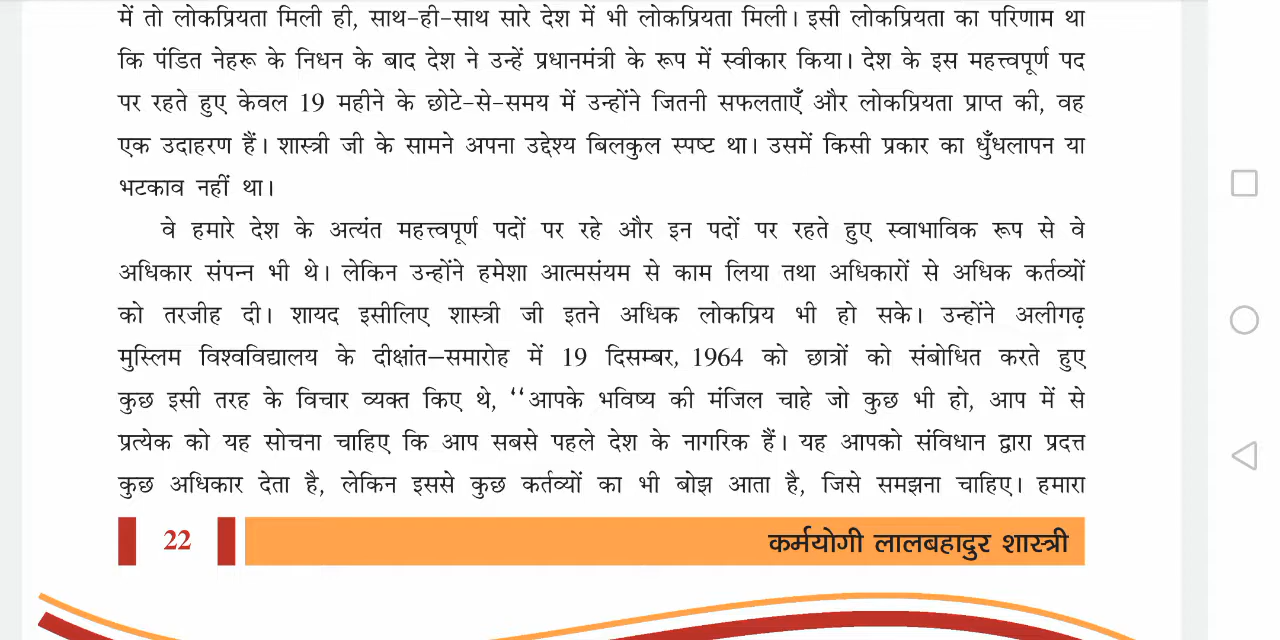 में तो लोकप्रियता मिली ही, साथ-ही-साथ सारे देश में भी लोकप्रियता मिली। इसी लोकप्रियता का परिणाम था
कि पंडित नेहरू के निधन के बाद देश ने उन्हें प्रधानमंत्री के रूप में स्वीकार किया। देश के इस महत्त्वपूर्ण पद
पर रहते हुए केवल 19 महीने के छोटे-से-समय में उन्होंने जितनी सफलताएँ और लोकप्रियता प्राप्त की, वह
एक उदाहरण हैं। शास्त्री जी के सामने अपना उद्देश्य बिलकुल स्पष्ट था। उसमें किसी प्रकार का धुँधलापन या
भटकाव नहीं था।
वे हमारे देश के अत्यंत महत्त्वपूर्ण पदों पर रहे और इन पदों पर रहते हुए स्वाभाविक रूप से वे
अधिकार संपन्न भी थे। लेकिन उन्होंने हमेशा आत्मसंयम से काम लिया तथा अधिकारों से अधिक कर्तव्यों
को तरजीह दी। शायद इसीलिए शास्त्री जी इतने अधिक लोकप्रिय भी हो सके। उन्होंने अलीगढ़
मुस्लिम विश्वविद्यालय के दीक्षांत–समारोह में 19 दिसम्बर, 1964 को छात्रों को संबोधित करते हुए
कुछ इसी तरह के विचार व्यक्त किए थे, ‘‘आपके भविष्य की मंजिल चाहे जो कुछ भी हो, आप में से
प्रत्येक को यह सोचना चाहिए कि आप सबसे पहले देश के नागरिक हैं। यह आपको संविधान द्वारा प्रदत्त
कुछ अधिकार देता है, लेकिन इससे कुछ कर्तव्यों का भी बोझ आता है, जिसे समझना चाहिए। हमारा
22 कर्मयोगी लालबहादुर शास्त्री